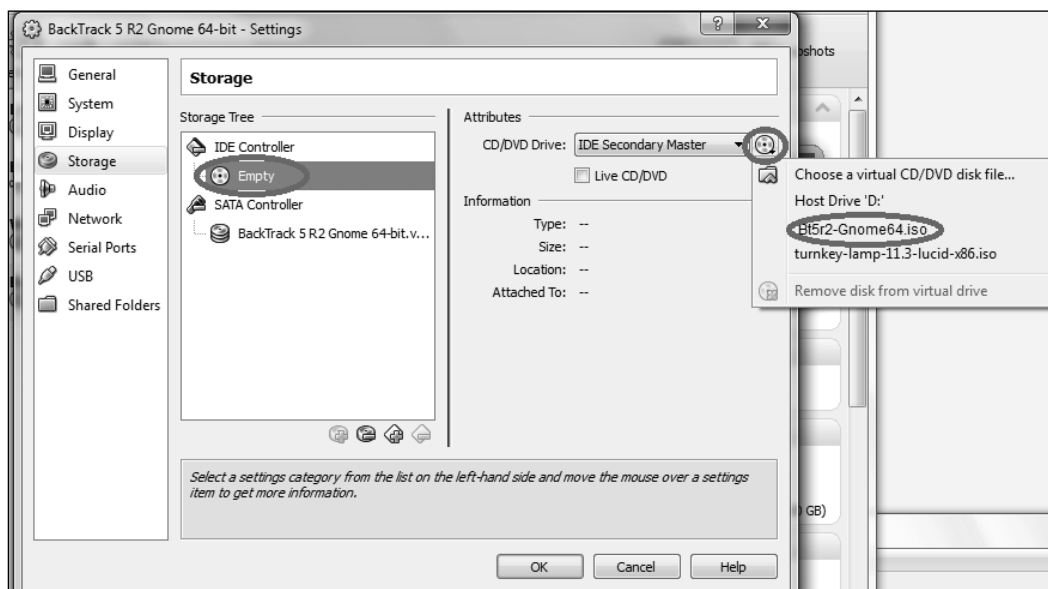 BackTrack 5 R2 Gnome 64-bit - Settings
?
X
pshots
General
System
Display
Storage
Audio
Network
Serial Ports
USB
Shared Folders
Storage
Storage Tree
IDE Controller
Empty
SATA Controller
BackTrack 5 R2 Gnome 64-bit.v...
Attributes
CD/DVD Drive: IDE Secondary Master
Live CD/DVD
Information
Type: --
Size: --
Location: --
Attached To: --
Choose a virtual CD/DVD disk file...
Host Drive 'D:'
Bt5r2-Gnome64.iso
turnkey-lamp-11.3-lucid-x86.iso
Remove disk from virtual drive
Select a settings category from the list on the left-hand side and move the mouse over a settings
item to get more information.
GB)
OK
Cancel
Help